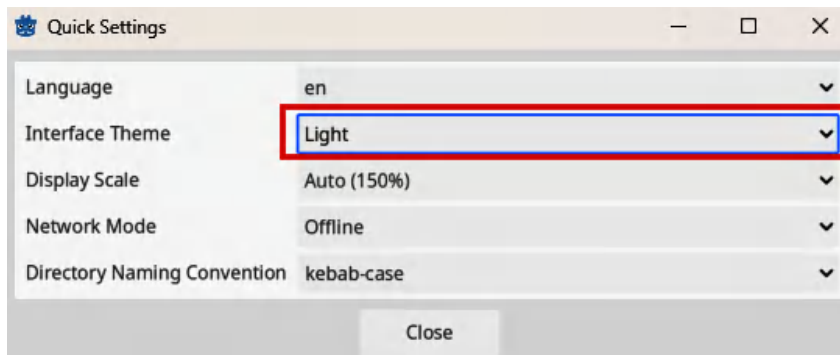 Quick Settings
Language en
Interface Theme Light
Display Scale Auto (150%)
Network Mode Offline
Directory Naming Convention kebab-case
Close